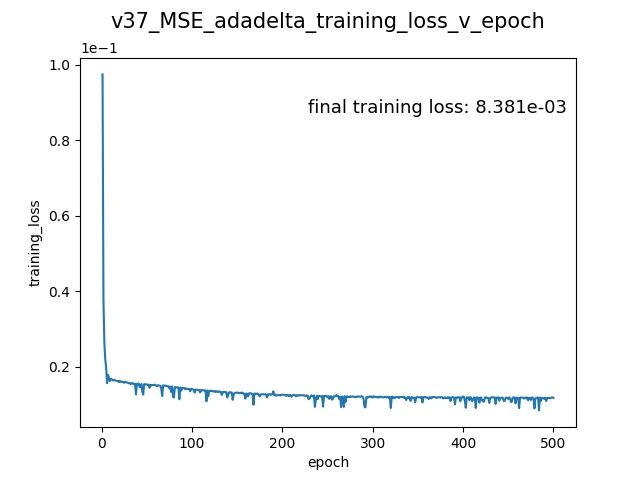 v37_MSE_adadelta_training_loss_v_epoch
1e−1
1.0
final training loss: 8.381e-03
0.8
0.6
training_loss
0.4
0.2
0 100 200 300 400 500
epoch